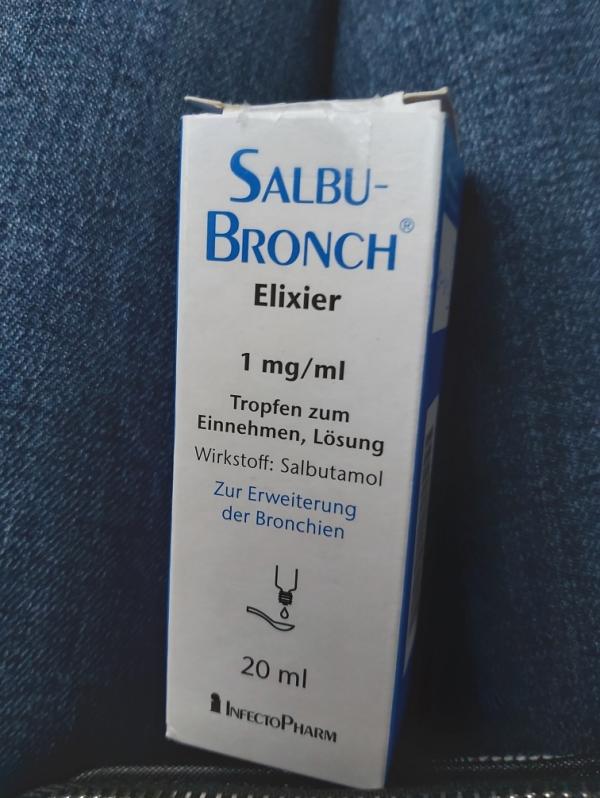 SALBU-
BRONCH®
Elixier
1 mg/ml
Tropfen zum
Einnehmen, Lösung
Wirkstoff: Salbutamol
Zur Erweiterung
der Bronchien
20 ml
INFECTOPHARM